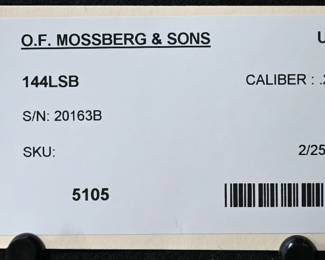 O.F. MOSSBERG & SONS U
144LSB CALIBER : .2
S/N: 20163B
SKU: 2/25
5105